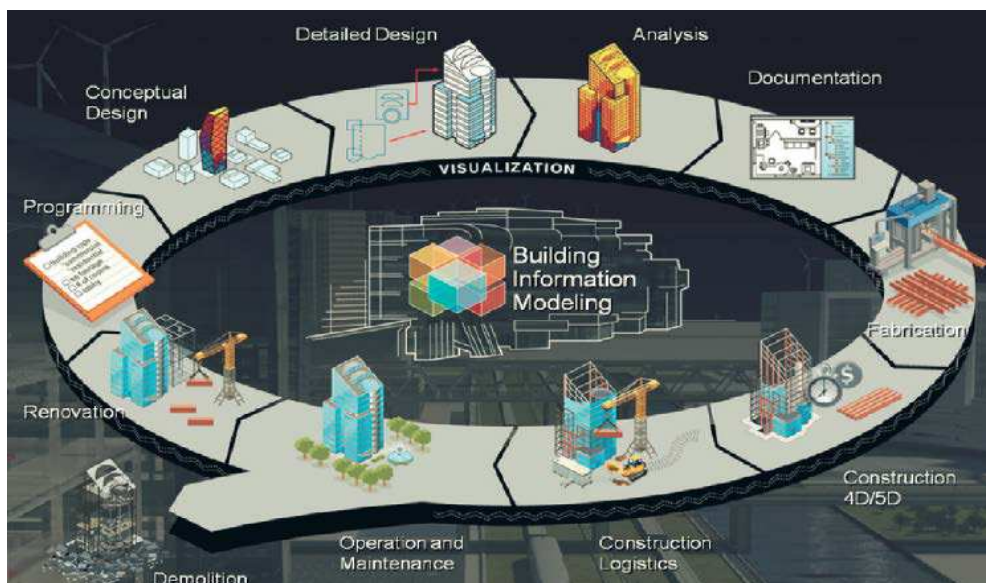 Detailed Design
Analysis
Conceptual
Design
Documentation
VISUALIZATION
Programming
Building
Information
Modeling
$
Fabrication
Renovation
Construction
4D/5D
Operation and
Maintenance
Construction
Logistics
Demolition